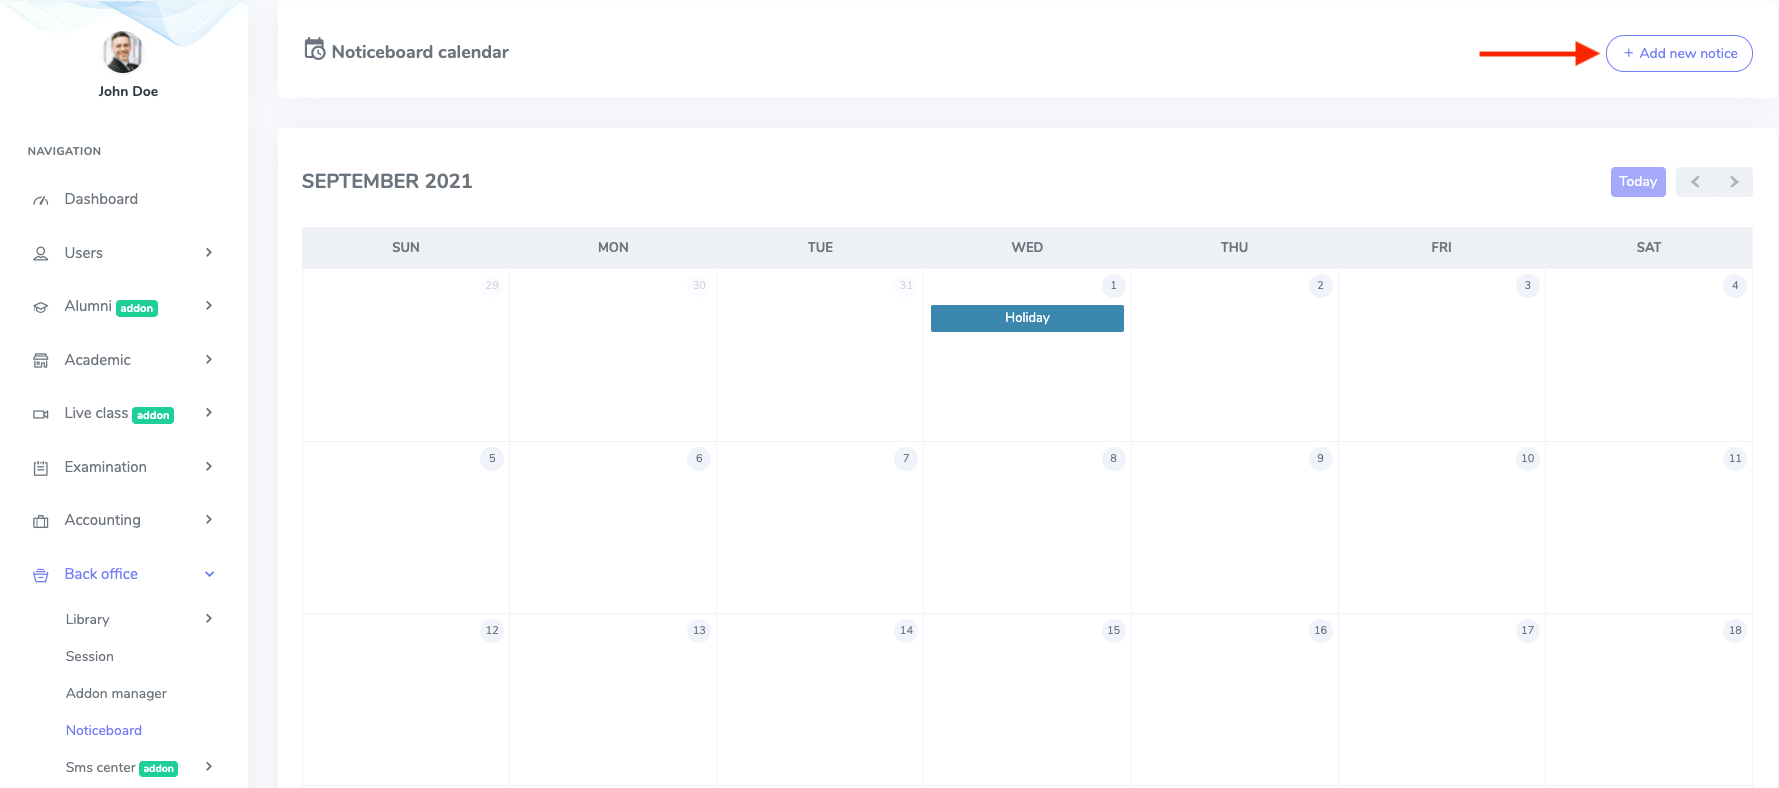 John Doe
NAVIGATION
Dashboard
Users
Alumni addon
Academic
Live class addon
Examination
Accounting
Back office
Library
Session
Addon manager
Noticeboard
Sms center addon
Noticeboard calendar
+ Add new notice
SEPTEMBER 2021
Today
SUN MON TUE WED THU FRI SAT
29 30 31 1 2 3 4
Holiday
5 6 7 8 9 10 11
12 13 14 15 16 17 18